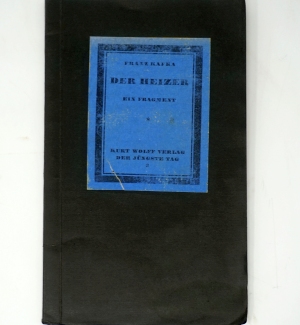 FRANZ KAFKA
DER HEIZER
EIN FRAGMENT
KURT WOLFF VERLAG
DER JÜNGSTE TAG